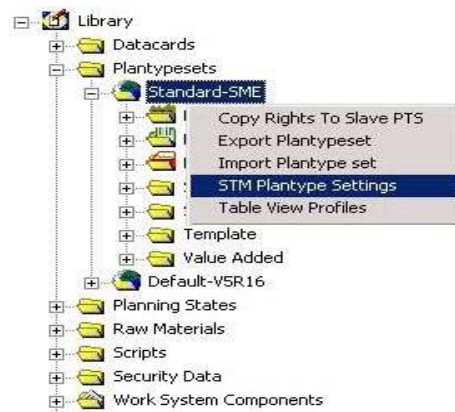 Library
Datacards
Plantypesets
Standard-SME
Copy Rights To Slave PTS
Export Plantypeset
Import Plantype set
STM Plantype Settings
Table View Profiles
Template
Value Added
Default-V5R16
Planning States
Raw Materials
Scripts
Security Data
Work System Components